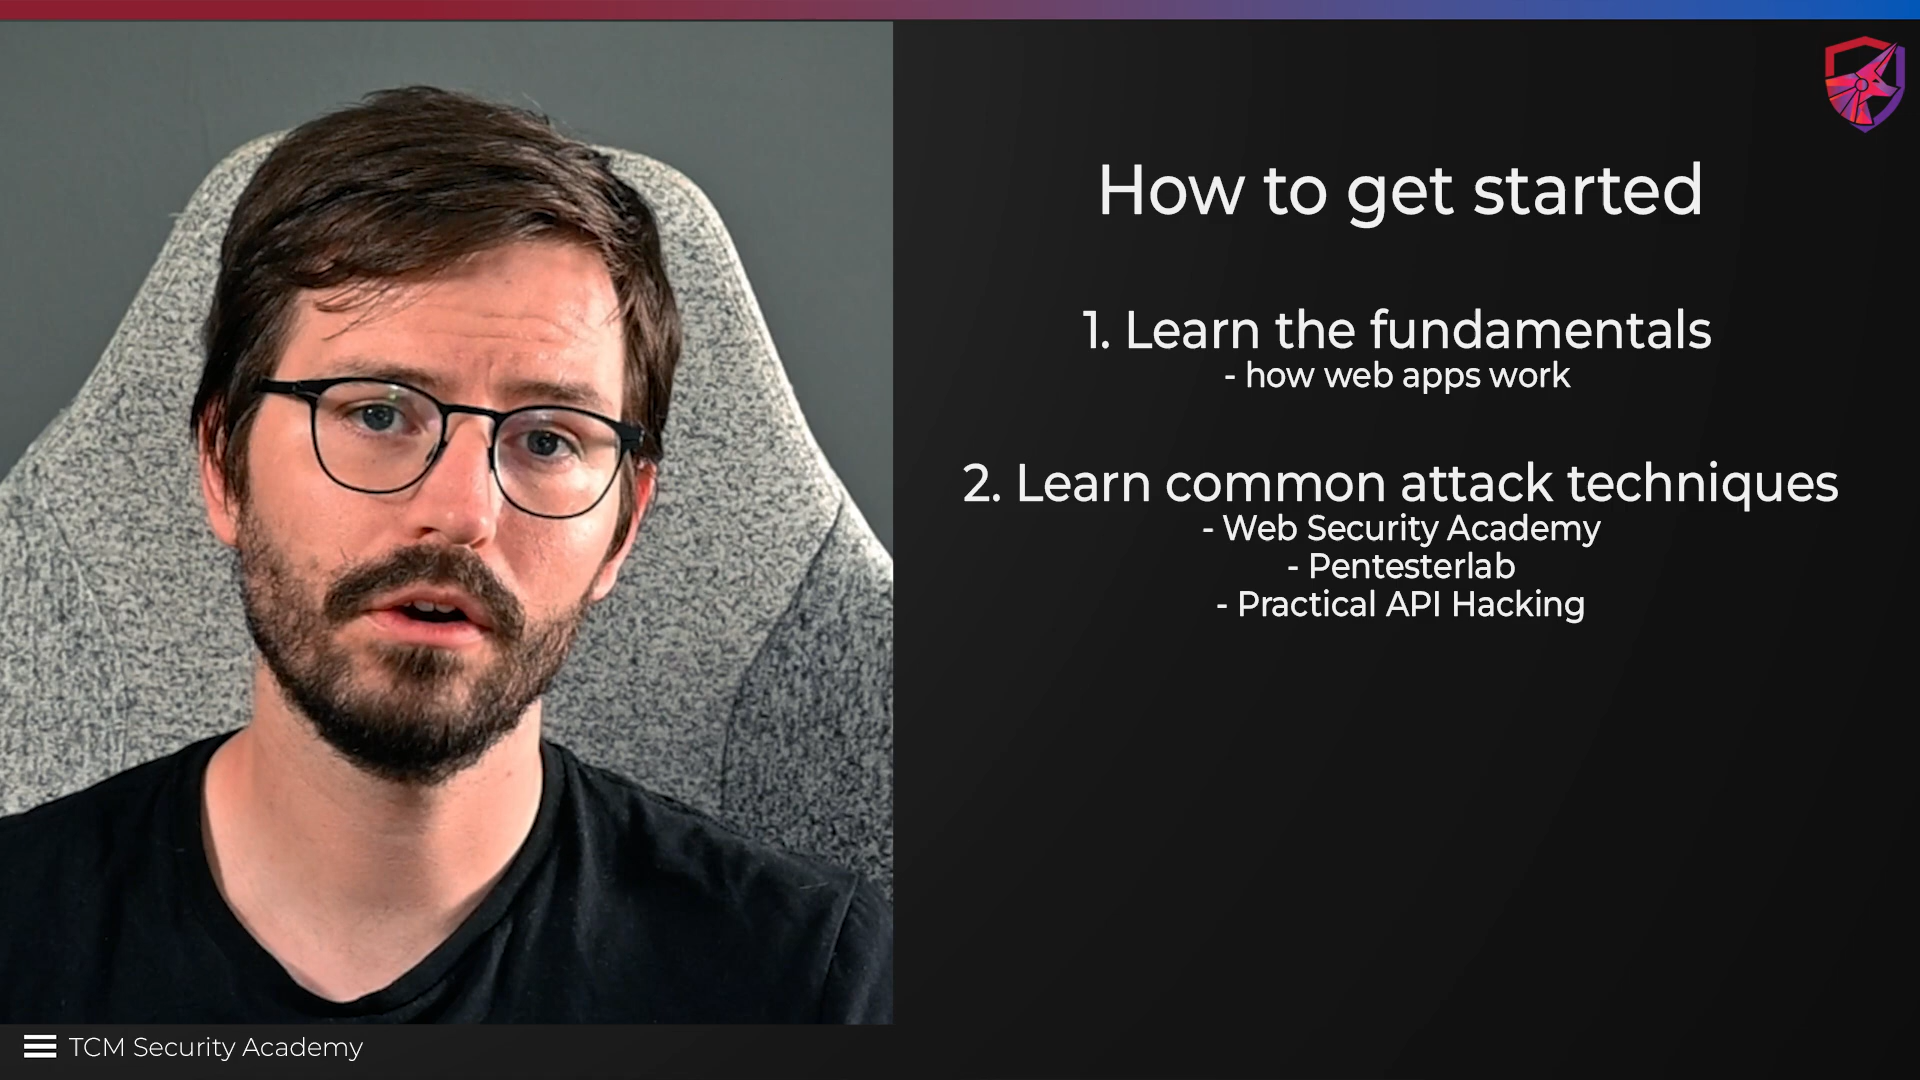 How to get started
1. Learn the fundamentals
- how web apps work
2. Learn common attack techniques
- Web Security Academy
- Pentesterlab
- Practical API Hacking
TCM Security Academy